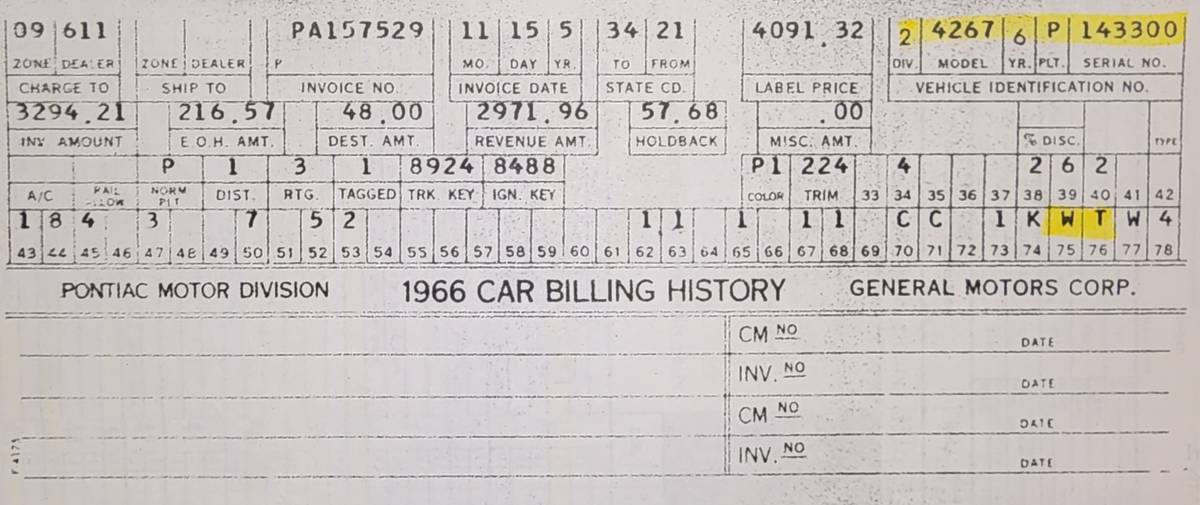 09 611 PA157529 11 15 5 34 21 4091.32 2 4267 6 P 143300
ZONE DEALER ZONE DEALER P MO. DAY YR. TO FROM DIV. MODEL YR. PLT. SERIAL NO.
CHARGE TO SHIP TO INVOICE NO. INVOICE DATE STATE CD. LABEL PRICE VEHICLE IDENTIFICATION NO.
3294.21 216.57 48.00 2971.96 57.68 .00
INV AMOUNT E.O.H. AMT. DEST. AMT. REVENUE AMT. HOLDBACK MISC. AMT. % DISC. TYPE
P 1 3 1 8924 8488 P1 224 4 2 6 2
A/C NORM PLT DIST. RTG. TAGGED TRK KEY IGN. KEY COLOR TRIM 33 34 35 36 37 38 39 40 41 42
1 8 4 3 7 5 2 1 1 1 1 1 C C 1 K W T W 4
43 44 45 46 47 48 49 50 51 52 53 54 55 56 57 58 59 60 61 62 63 64 65 66 67 68 69 70 71 72 73 74 75 76 77 78
PONTIAC MOTOR DIVISION 1966 CAR BILLING HISTORY GENERAL MOTORS CORP.
CM NO DATE
INV. NO DATE
CM NO DATE
INV. NO DATE